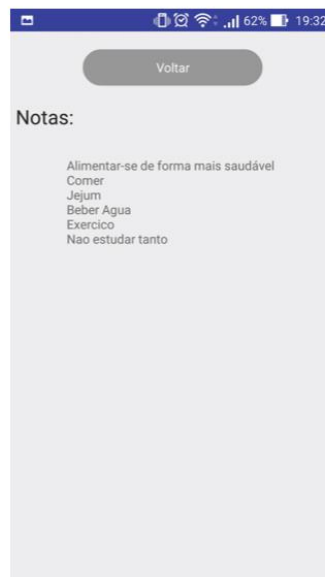 62% 19:32
Voltar
Notas:
Alimentar-se de forma mais saudável
Comer
Jejum
Beber Agua
Exercico
Nao estudar tanto